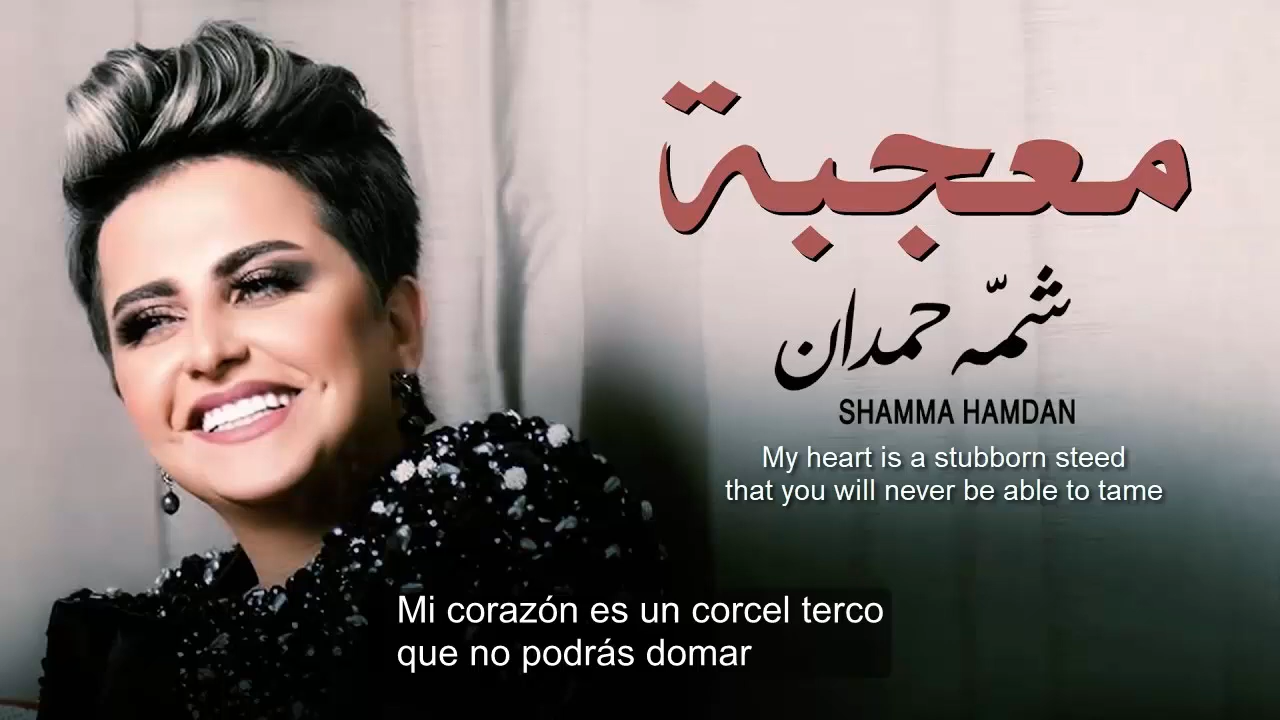 معجبة
شمّه حمدان
SHAMMA HAMDAN
My heart is a stubborn steed
that you will never be able to tame
Mi corazón es un corcel terco
que no podrás domar